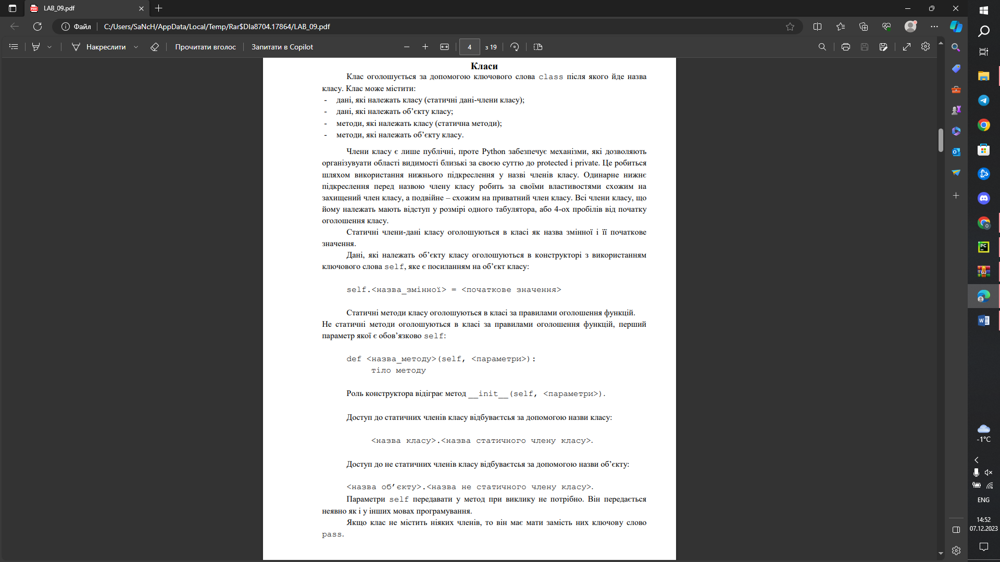 LAB_09.pdf
Файл
C:/Users/SaNcH/AppData/Local/Temp/Rar$DIa8704.17864/LAB_09.pdf
Накреслити
Прочитати вголос
Запитати в Copilot
4
з 19
Класи
Клас оголошується за допомогою ключового слова class після якого йде назва
класу. Клас може містити:
- дані, які належать класу (статичні дані-члени класу);
- дані, які належать об’єкту класу;
- методи, які належать класу (статична методи);
- методи, які належать об’єкту класу.
Члени класу є лише публічні, проте Python забезпечує механізми, які дозволяють
організувуати області видимості близькі за своєю суттю до protected і private. Це робиться
шляхом використання нижнього підкреслення у назві членів класу. Одинарне нижнє
підкреслення перед назвою члену класу робить за своїми властивостями схожим на
захищений член класу, а подвійне – схожим на приватний член класу. Всі члени класу, що
йому належать мають відступ у розмірі одного табулятора, або 4-ох пробілів від початку
оголошення класу.
Статичні члени-дані класу оголошуються в класі як назва змінної і її початкове
значення.
Дані, які належать об’єкту класу оголошуються в конструкторі з використанням
ключового слова self, яке є посиланням на об’єкт класу:
self.<назва_змінної> = <початкове значення>
Статичні методи класу оголошуються в класі за правилами оголошення функцій.
Не статичні методи оголошуються в класі за правилами оголошення функцій, перший
параметр якої є обов’язково self:
def <назва_методу>(self, <параметри>):
тіло методу
Роль конструктора відіграє метод __init__(self, <параметри>).
Доступ до статичних членів класу відбуваєтсья за допомогою назви класу:
<назва класу>.<назва статичного члену класу>.
Доступ до не статичних членів класу відбуваєтсья за допомогою назви об’єкту:
<назва об’єкту>.<назва не статичного члену класу>.
Параметри self передавати у метод при виклику не потрібно. Він передається
неявно як і у інших мовах програмування.
Якщо клас не містить ніяких членів, то він має мати замість них ключову слово
pass.
-1°C
ENG
14:52
07.12.2023